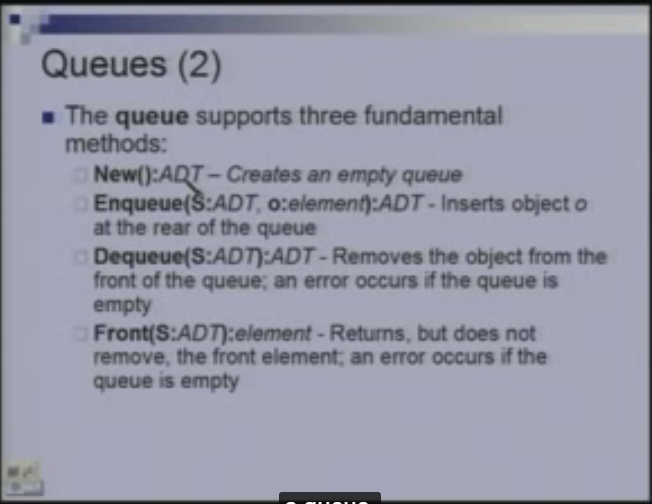 Queues (2)
The queue supports three fundamental
methods:
New():ADT – Creates an empty queue
Enqueue(S:ADT, o:element):ADT - Inserts object o
at the rear of the queue
Dequeue(S:ADT):ADT - Removes the object from the
front of the queue; an error occurs if the queue is
empty
Front(S:ADT):element - Returns, but does not
remove, the front element; an error occurs if the
queue is empty